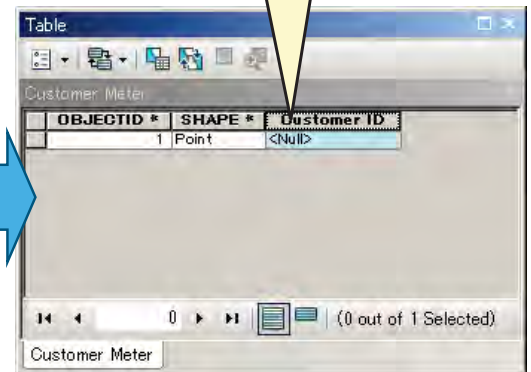 Table
Customer Meter
OBJECTID * SHAPE * Customer ID
1 Point <Null>
0 (0 out of 1 Selected)
Customer Meter